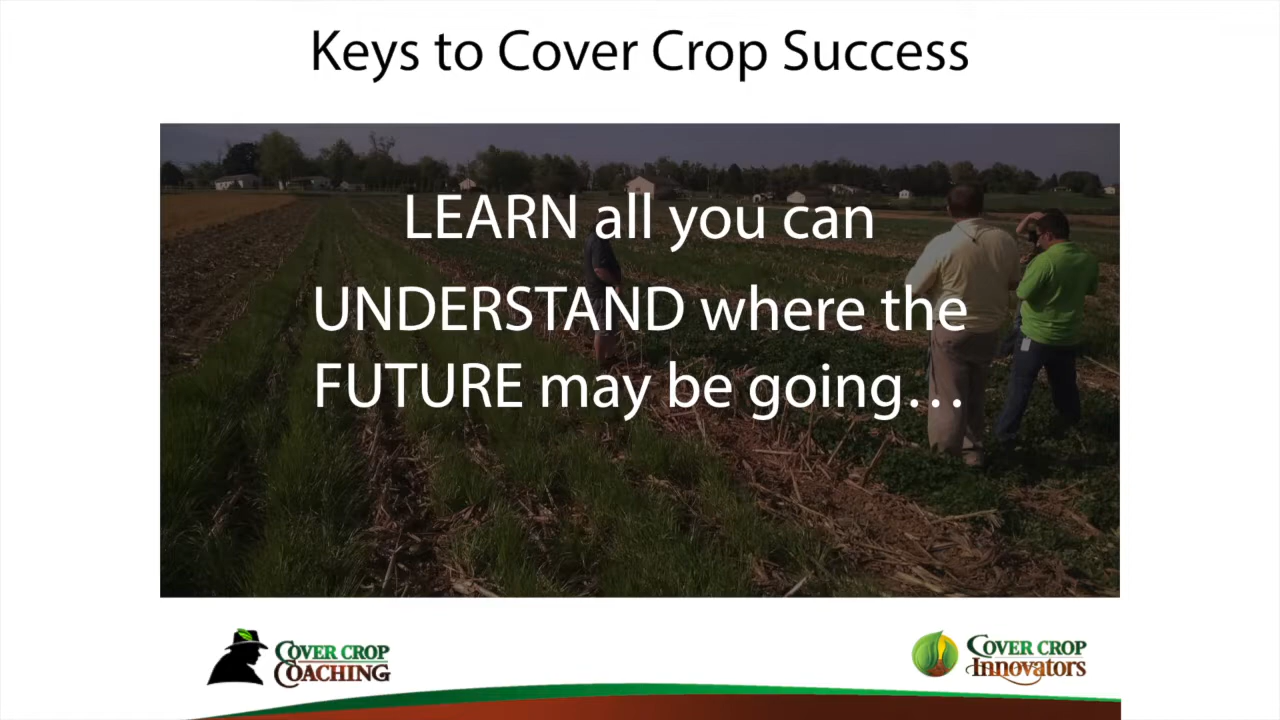 Keys to Cover Crop Success
LEARN all you can
UNDERSTAND where the
FUTURE may be going…
COVER CROP
COACHING
COVER CROP
INNOVATORS